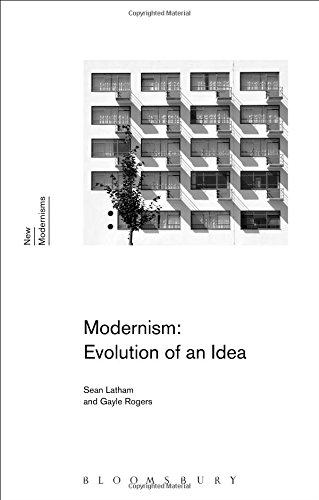 Copyrighted Material
New
Modernisms
Modernism:
Evolution of an Idea
Sean Latham
and Gayle Rogers
BLOOMSBURY
Copyrighted Material